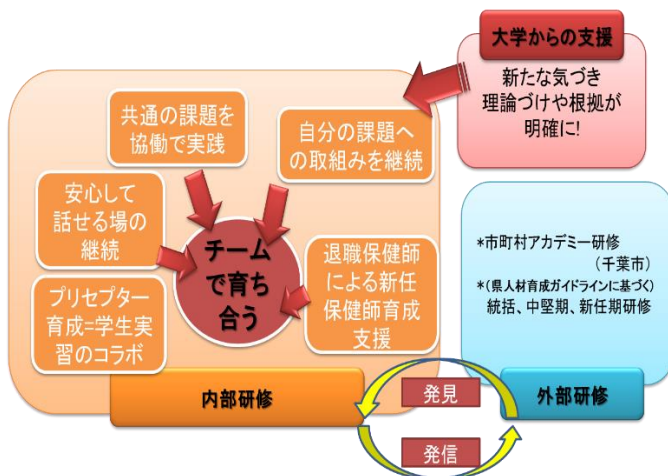 大学からの支援
新たな気づき
理論づけや根拠が
明確に!
共通の課題を
協働で実践
自分の課題へ
の取組みを継続
安心して
話せる場の
継続
チーム
で育ち
合う
退職保健師
による新任
保健師育成
支援
プリセプター
育成=学生実
習のコラボ
*市町村アカデミー研修
(千葉市)
*(県人材育成ガイドラインに基づく)
統括、中堅期、新任期研修
内部研修
発見
外部研修
発信